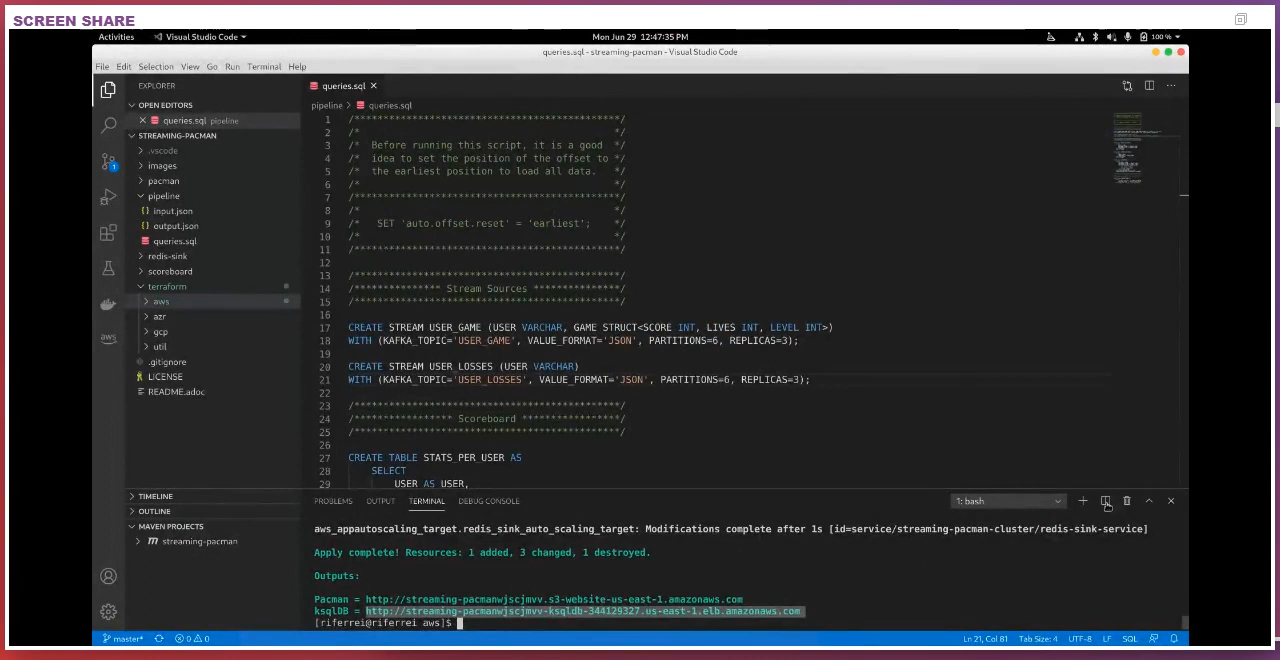 SCREEN SHARE
Activities Visual Studio Code Mon Jun 29 12:47:35 PM 100 %
queries.sql - streaming-pacman - Visual Studio Code
File Edit Selection View Go Run Terminal Help
EXPLORER
OPEN EDITORS
queries.sql pipeline
STREAMING-PACMAN
.vscode
images
pacman
pipeline
input.json
output.json
queries.sql
redis-sink
scoreboard
terraform
aws
azr
gcp
util
.gitignore
LICENSE
README.adoc
TIMELINE
OUTLINE
MAVEN PROJECTS
streaming-pacman
1
aws
queries.sql
pipeline > queries.sql
1 /**********************************************/
2 /* */
3 /* Before running this script, it is a good */
4 /* idea to set the position of the offset to */
5 /* the earliest position to load all data. */
6 /* */
7 /**********************************************/
8 /* */
9 /* SET 'auto.offset.reset' = 'earliest'; */
10 /* */
11 /**********************************************/
12
13 /**********************************************/
14 /*************** Stream Sources ***************/
15 /**********************************************/
16
17 CREATE STREAM USER_GAME (USER VARCHAR, GAME STRUCT<SCORE INT, LIVES INT, LEVEL INT>)
18 WITH (KAFKA_TOPIC='USER_GAME', VALUE_FORMAT='JSON', PARTITIONS=6, REPLICAS=3);
19
20 CREATE STREAM USER_LOSSES (USER VARCHAR)
21 WITH (KAFKA_TOPIC='USER_LOSSES', VALUE_FORMAT='JSON', PARTITIONS=6, REPLICAS=3);
22
23 /**********************************************/
24 /***************** Scoreboard *****************/
25 /**********************************************/
26
27 CREATE TABLE STATS_PER_USER AS
28 SELECT
29 USER AS USER,
PROBLEMS OUTPUT TERMINAL DEBUG CONSOLE 1: bash
aws_appautoscaling_target.redis_sink_auto_scaling_target: Modifications complete after 1s [id=service/streaming-pacman-cluster/redis-sink-service]
Apply complete! Resources: 1 added, 3 changed, 1 destroyed.
Outputs:
Pacman = http://streaming-pacmanwjscjmvv.s3-website-us-east-1.amazonaws.com
ksqlDB = http://streaming-pacmanwjscjmvv-ksqldb-344129327.us-east-1.elb.amazonaws.com
[riferrei@riferrei aws]$
master* 0 0 Ln 21, Col 81 Tab Size: 4 UTF-8 LF SQL